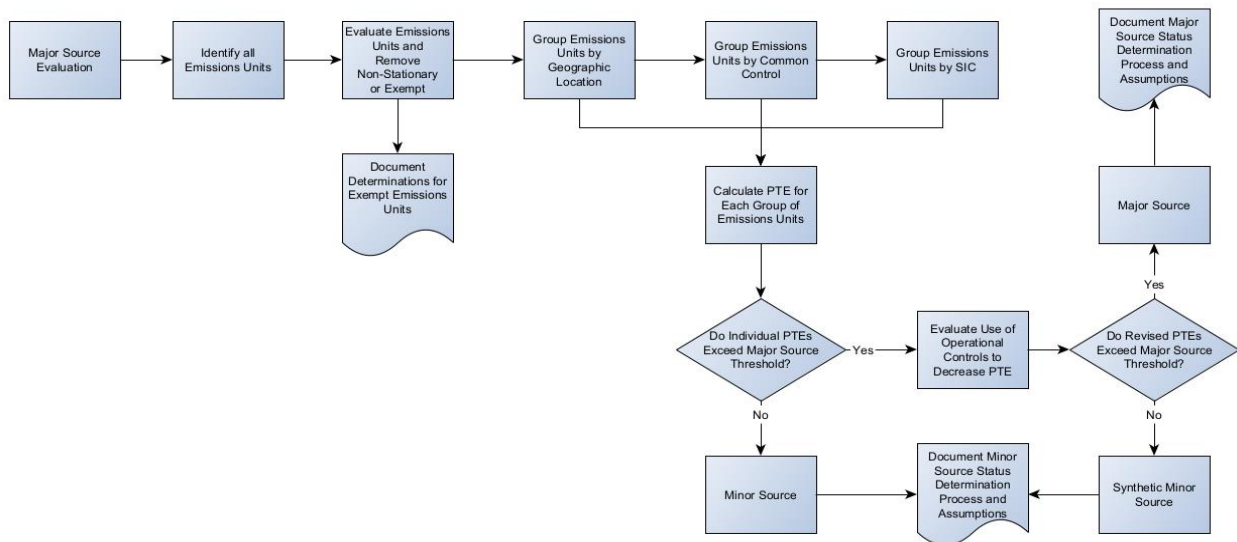 Major Source
Evaluation
Identify all
Emissions Units
Evaluate Emissions
Units and
Remove
Non-Stationary
or Exempt
Group Emissions
Units by
Geographic
Location
Group Emissions
Units by Common
Control
Group Emissions
Units by SIC
Document Major
Source Status
Determination
Process and
Assumptions
Document
Determinations for
Exempt Emissions
Units
Calculate PTE for
Each Group of
Emissions Units
Major Source
Yes
Do Individual PTEs
Exceed Major Source
Threshold?
Yes
Evaluate Use of
Operational
Controls to
Decrease PTE
Do Revised PTEs
Exceed Major Source
Threshold?
No
No
Minor Source
Document Minor
Source Status
Determination
Process and
Assumptions
Synthetic Minor
Source